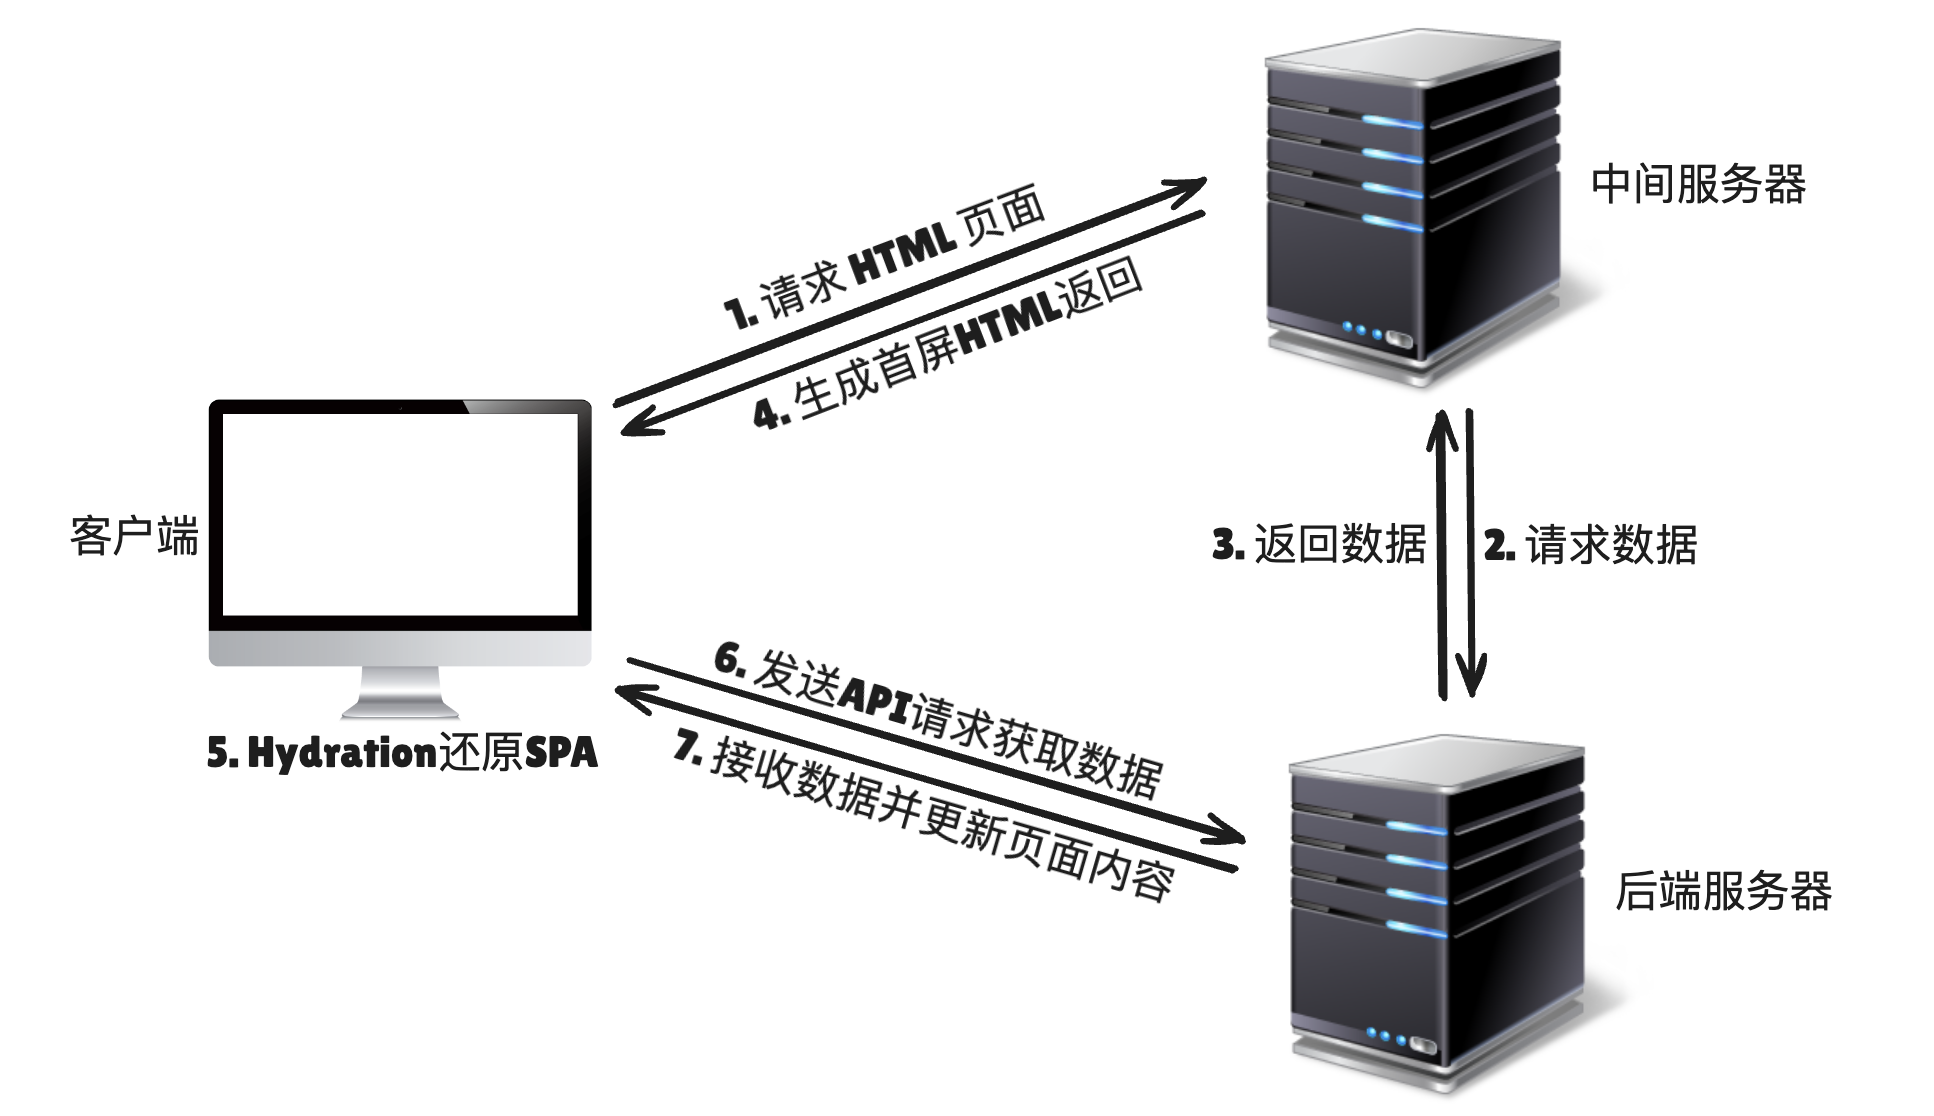 中间服务器
1. 请求 HTML 页面
4. 生成首屏HTML返回
客户端
3. 返回数据
2. 请求数据
5. Hydration还原SPA
6. 发送API请求获取数据
7. 接收数据并更新页面内容
后端服务器